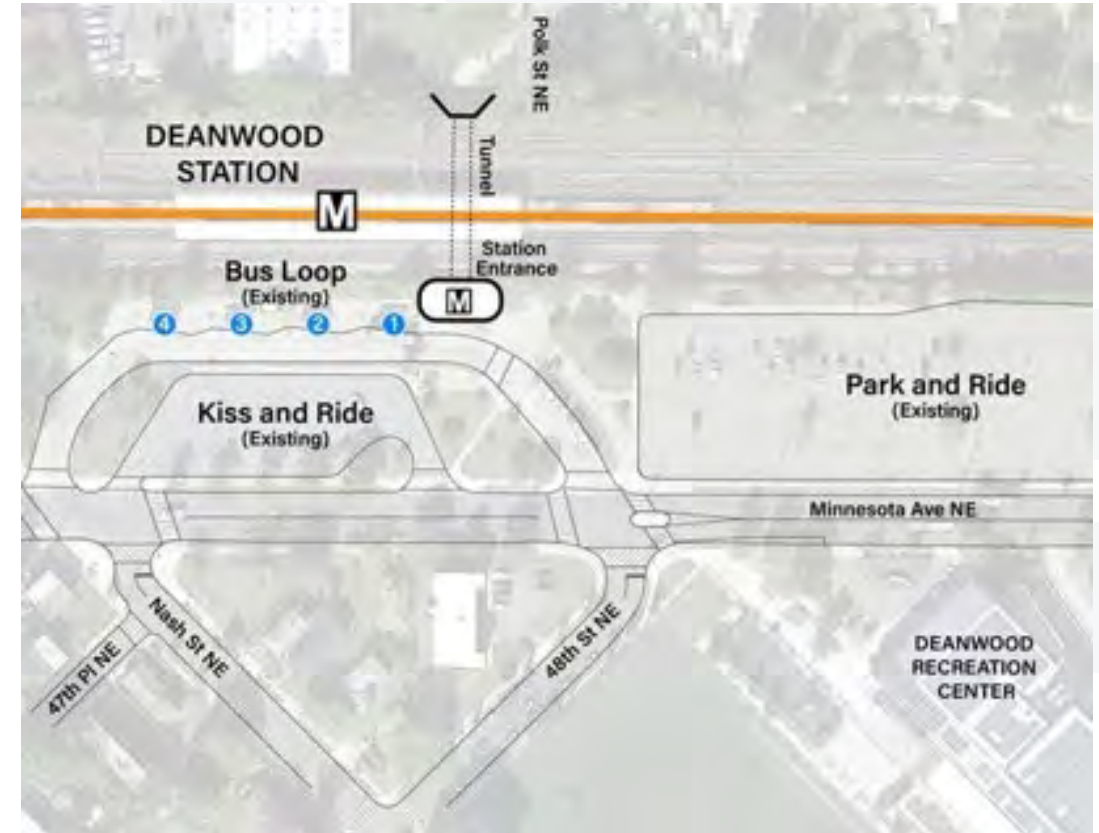 Polk St NE
DEANWOOD
STATION
Tunnel
M
Station
Entrance
M
Bus Loop
(Existing)
4
3
2
1
Park and Ride
(Existing)
Kiss and Ride
(Existing)
Minnesota Ave NE
Nash St NE
47th Pl NE
48th St NE
DEANWOOD
RECREATION
CENTER